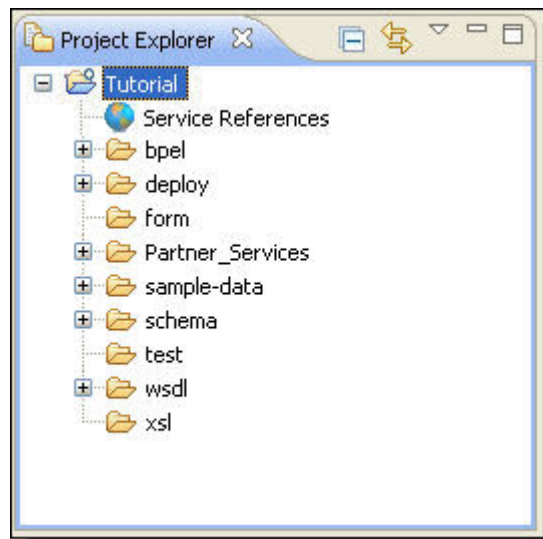 Project Explorer
Tutorial
Service References
bpel
deploy
form
Partner_Services
sample-data
schema
test
wsdl
xsl